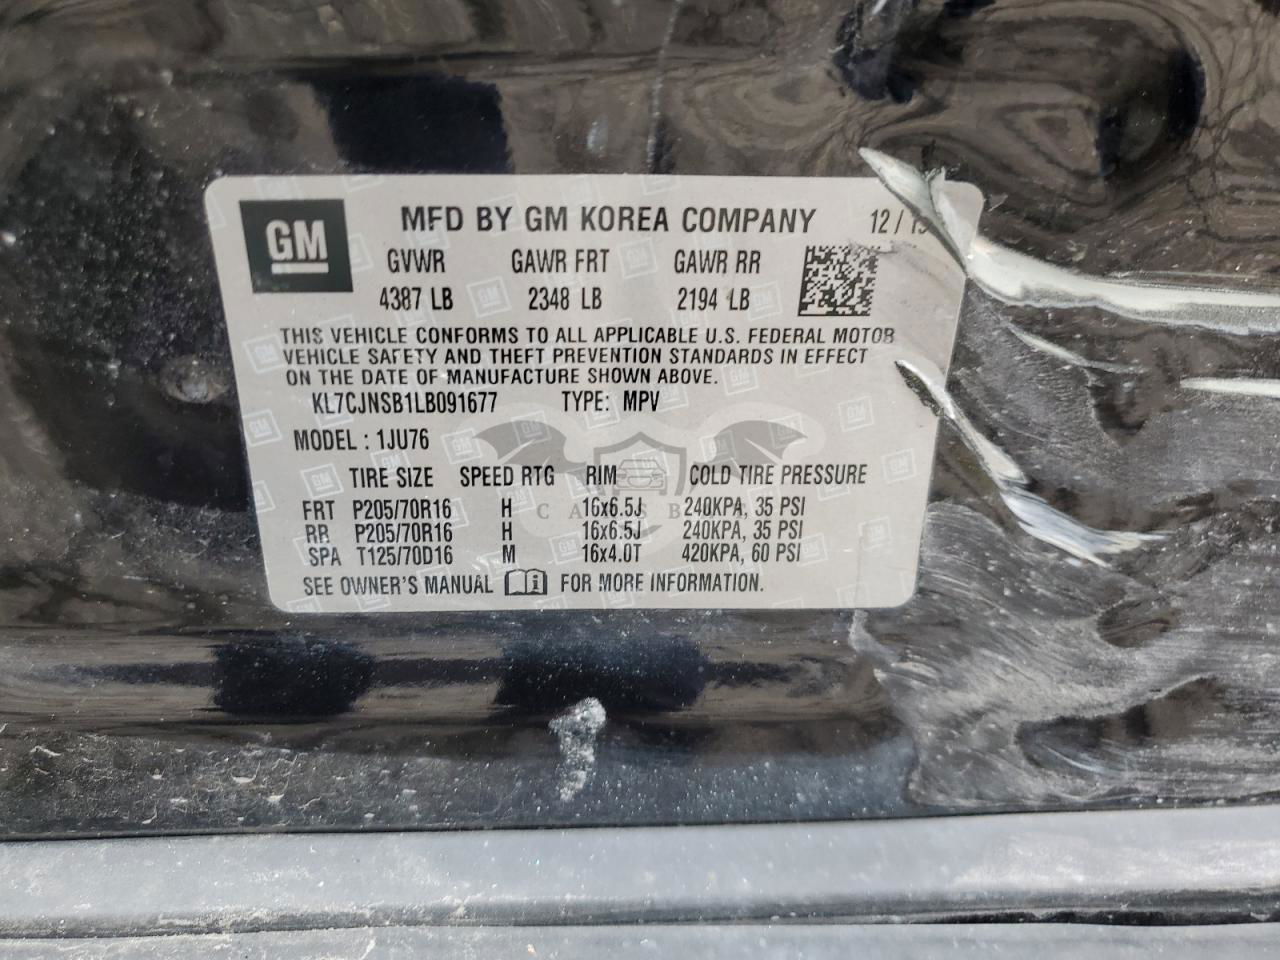 GM MFD BY GM KOREA COMPANY 12/19
GVWR GAWR FRT GAWR RR
4387 LB 2348 LB 2194 LB
THIS VEHICLE CONFORMS TO ALL APPLICABLE U.S. FEDERAL MOTOR
VEHICLE SAFETY AND THEFT PREVENTION STANDARDS IN EFFECT
ON THE DATE OF MANUFACTURE SHOWN ABOVE.
KL7CJNSB1LB091677 TYPE: MPV
MODEL : 1JU76
TIRE SIZE SPEED RTG RIM COLD TIRE PRESSURE
FRT P205/70R16 H 16x6.5J 240KPA, 35 PSI
RR P205/70R16 H 16x6.5J 240KPA, 35 PSI
SPA T125/70D16 M 16x4.0T 420KPA, 60 PSI
SEE OWNER'S MANUAL FOR MORE INFORMATION.